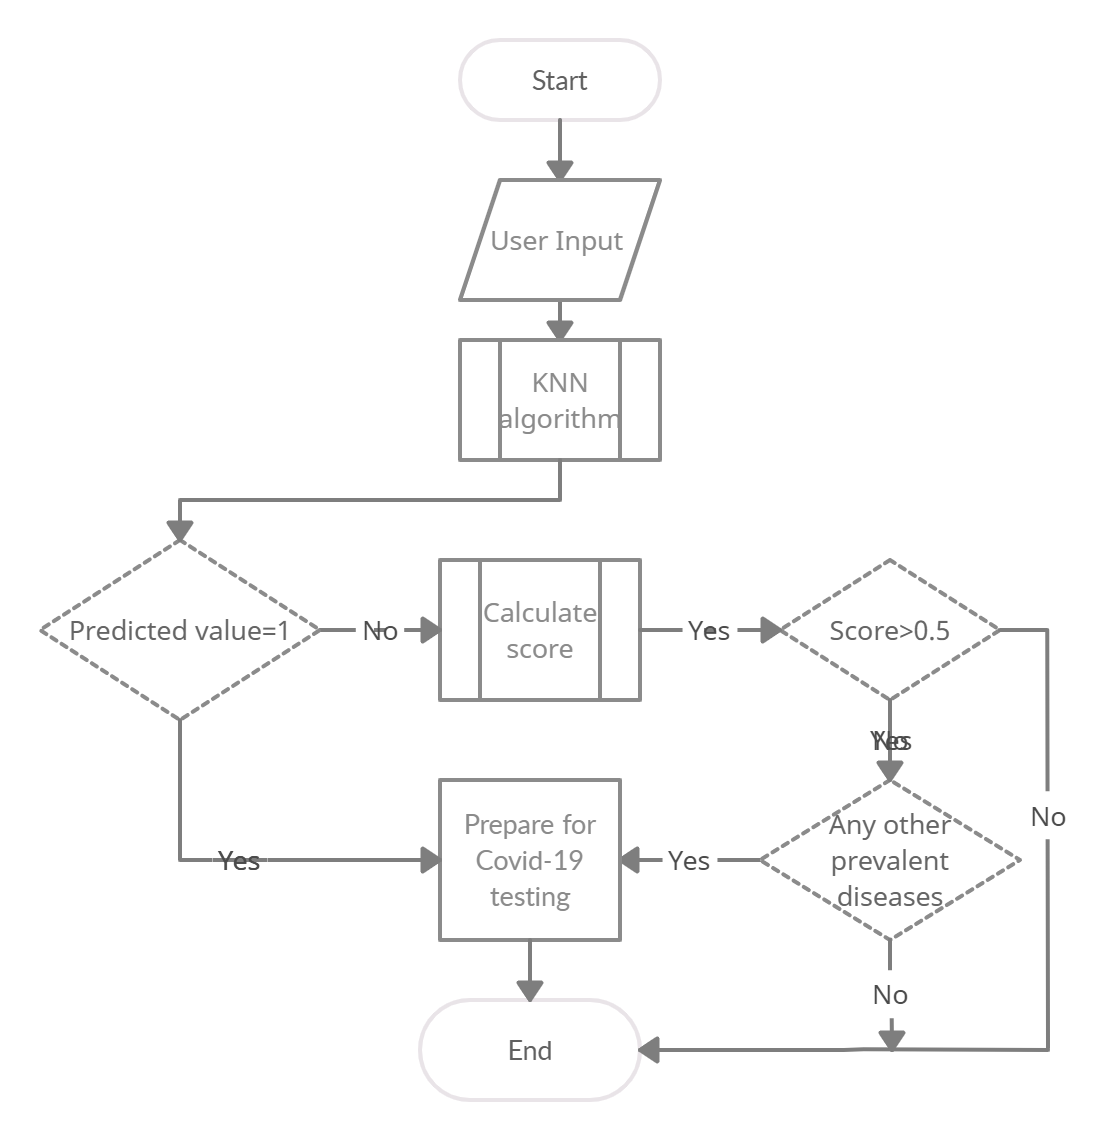 Start
User Input
KNN
algorithm
Predicted value=1
No
Calculate
score
Yes
Score>0.5
Yes
No
No
Any other
prevalent
diseases
Yes
Prepare for
Covid-19
testing
Yes
No
End